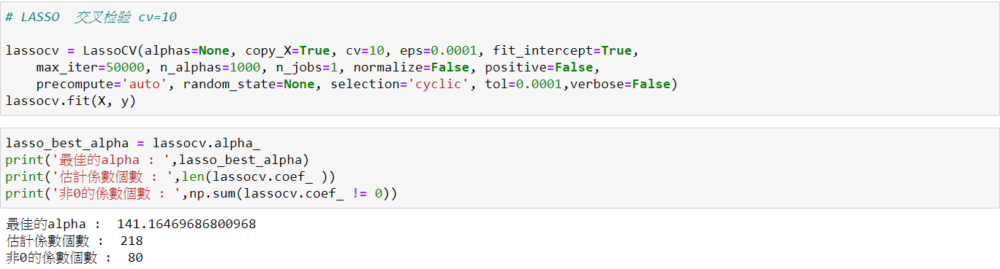 # LASSO  交叉检验 cv=10
lassocv = LassoCV(alphas=None, copy_X=True, cv=10, eps=0.0001, fit_intercept=True,
    max_iter=50000, n_alphas=1000, n_jobs=1, normalize=False, positive=False,
    precompute='auto', random_state=None, selection='cyclic', tol=0.0001,verbose=False)
lassocv.fit(X, y)
lasso_best_alpha = lassocv.alpha_
print('最佳的alpha : ',lasso_best_alpha)
print('估計係數個數 : ',len(lassocv.coef_ ))
print('非0的係數個數 : ',np.sum(lassocv.coef_ != 0))
最佳的alpha :  141.16469686800968
估計係數個數 :  218
非0的係數個數 :  80